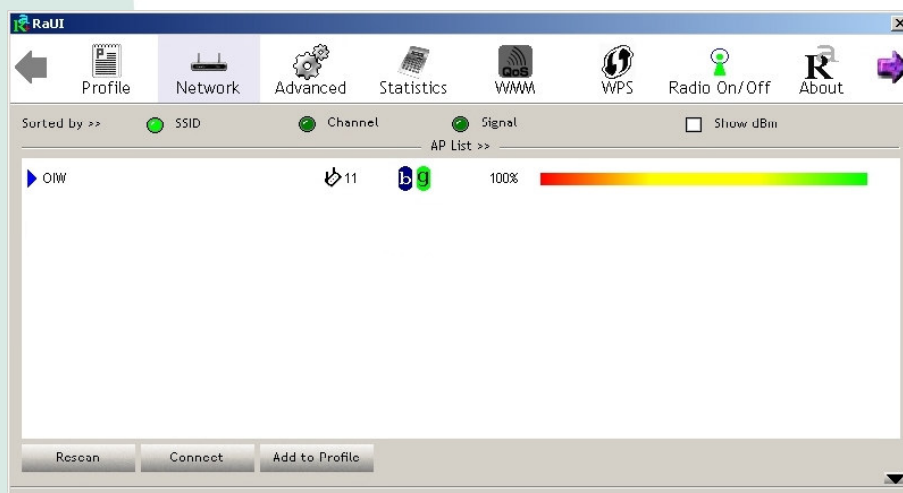 RaUI
Profile Network Advanced Statistics WMM WPS Radio On/Off About
QoS
Sorted by >> SSID Channel Signal Show dBm
AP List >>
OIW 11 b g 100%
Rescan Connect Add to Profile